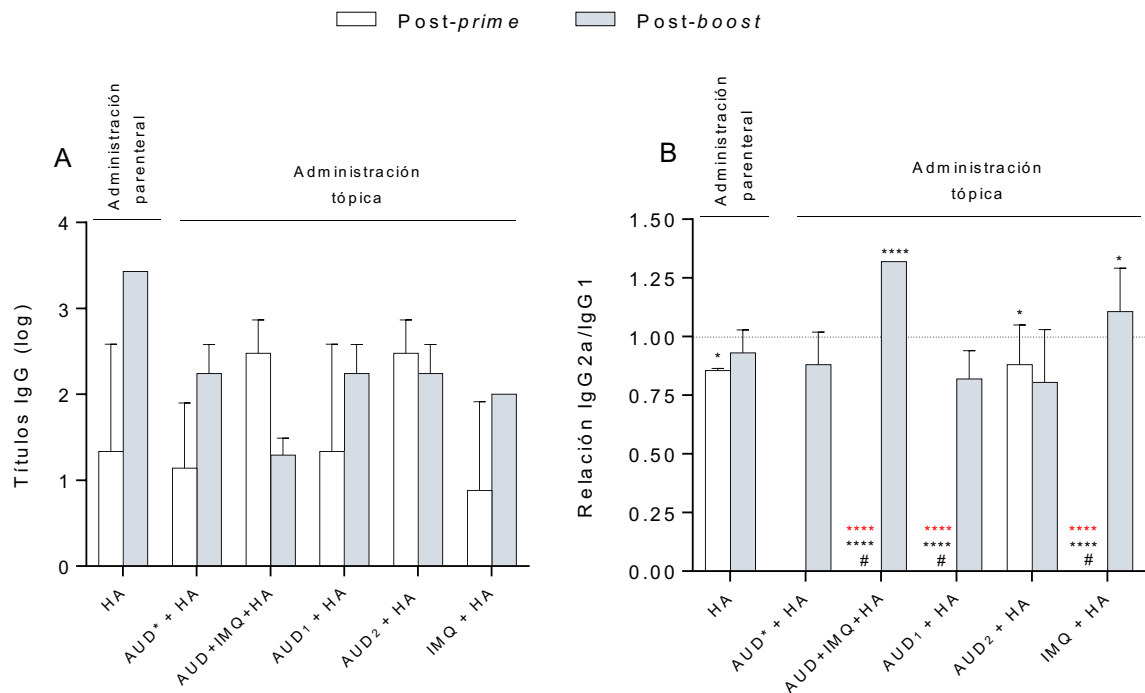 Post-prime Post-boost
A
Administración
parenteral
Administración
tópica
Títulos IgG (log)
4
3
2
1
0
HA
AUD* + HA
AUD+IMQ+HA
AUD1 + HA
AUD2 + HA
IMQ + HA
B
Administración
parenteral
Administración
tópica
Relación IgG2a/IgG1
1.50
1.25
1.00
0.75
0.50
0.25
0.00
*
****
*
*
**** **** ****
**** **** ****
# # #
HA
AUD* + HA
AUD+IMQ+HA
AUD1 + HA
AUD2 + HA
IMQ + HA